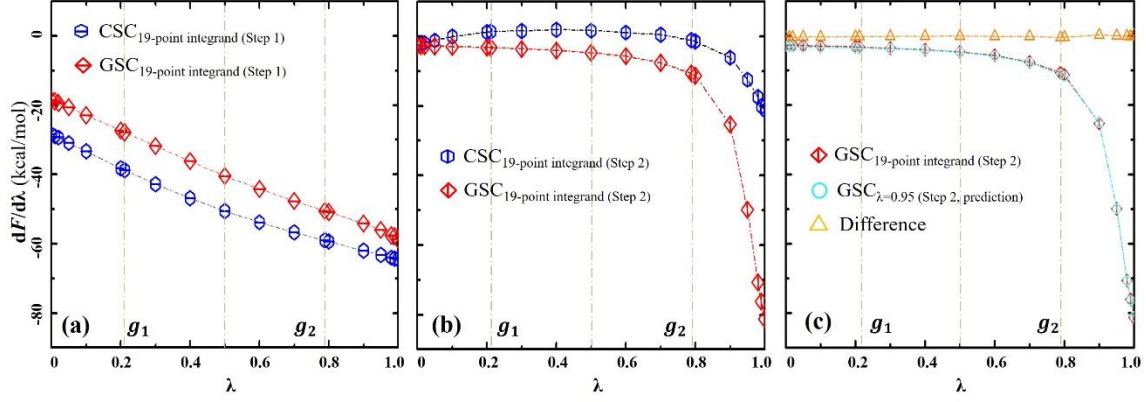 dF/dλ (kcal/mol)
0
-20
-40
-60
-80
CSC19-point integrand (Step 1)
GSC19-point integrand (Step 1)
(a)
g1
g2
0.0 0.2 0.4 0.6 0.8 1.0
λ
CSC19-point integrand (Step 2)
GSC19-point integrand (Step 2)
(b)
g1
g2
0.0 0.2 0.4 0.6 0.8 1.0
λ
GSC19-point integrand (Step 2)
GSCλ=0.95 (Step 2, prediction)
Difference
(c)
g1
g2
0.0 0.2 0.4 0.6 0.8 1.0
λ